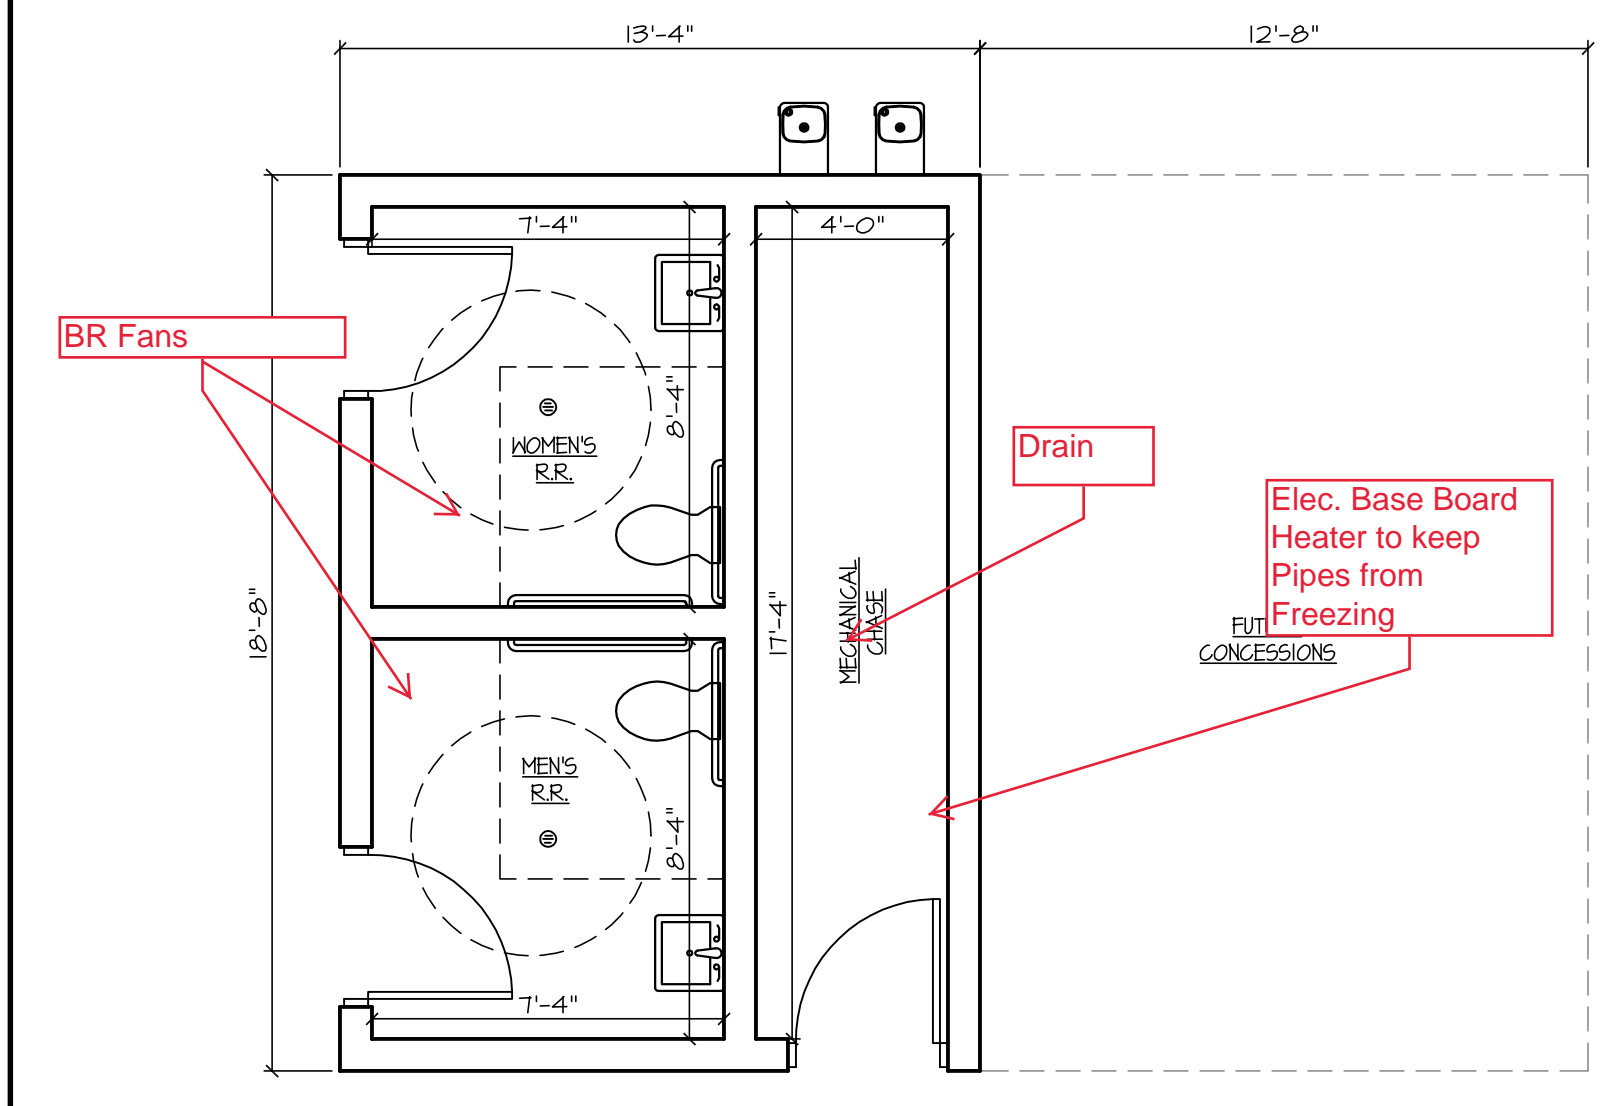 13'-4"
12'-8"
7'-4"
4'-0"
BR Fans
8'-4"
WOMEN'S
R.R.
Drain
Elec. Base Board
Heater to keep
Pipes from
Freezing
18'-8"
17'-4"
MECHANICAL
CHASE
CONCESSIONS
MEN'S
R.R.
8'-4"
7'-4"